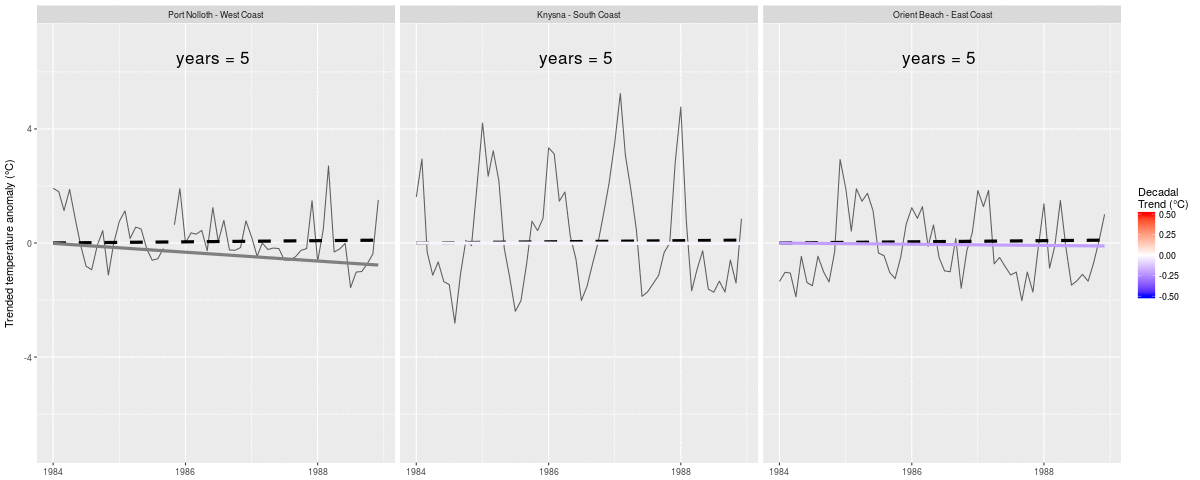 Port Nolloth - West Coast
Knysna - South Coast
Orient Beach - East Coast
years = 5
years = 5
years = 5
Trended temperature anomaly (°C)
4
0
-4
1984
1986
1988
1984
1986
1988
1984
1986
1988
Decadal
Trend (°C)
0.50
0.25
0.00
-0.25
-0.50